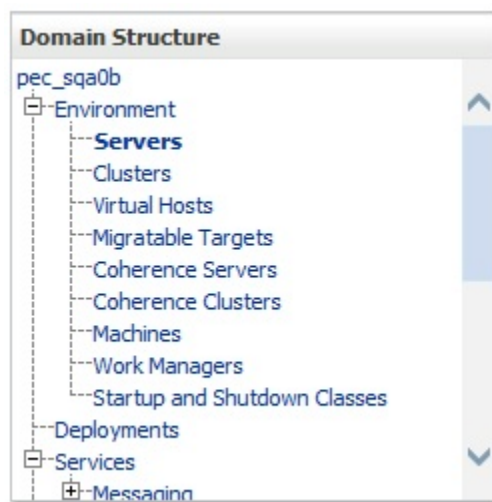 Domain Structure
pec_sqa0b
Environment
Servers
Clusters
Virtual Hosts
Migratable Targets
Coherence Servers
Coherence Clusters
Machines
Work Managers
Startup and Shutdown Classes
Deployments
Services
Messaging